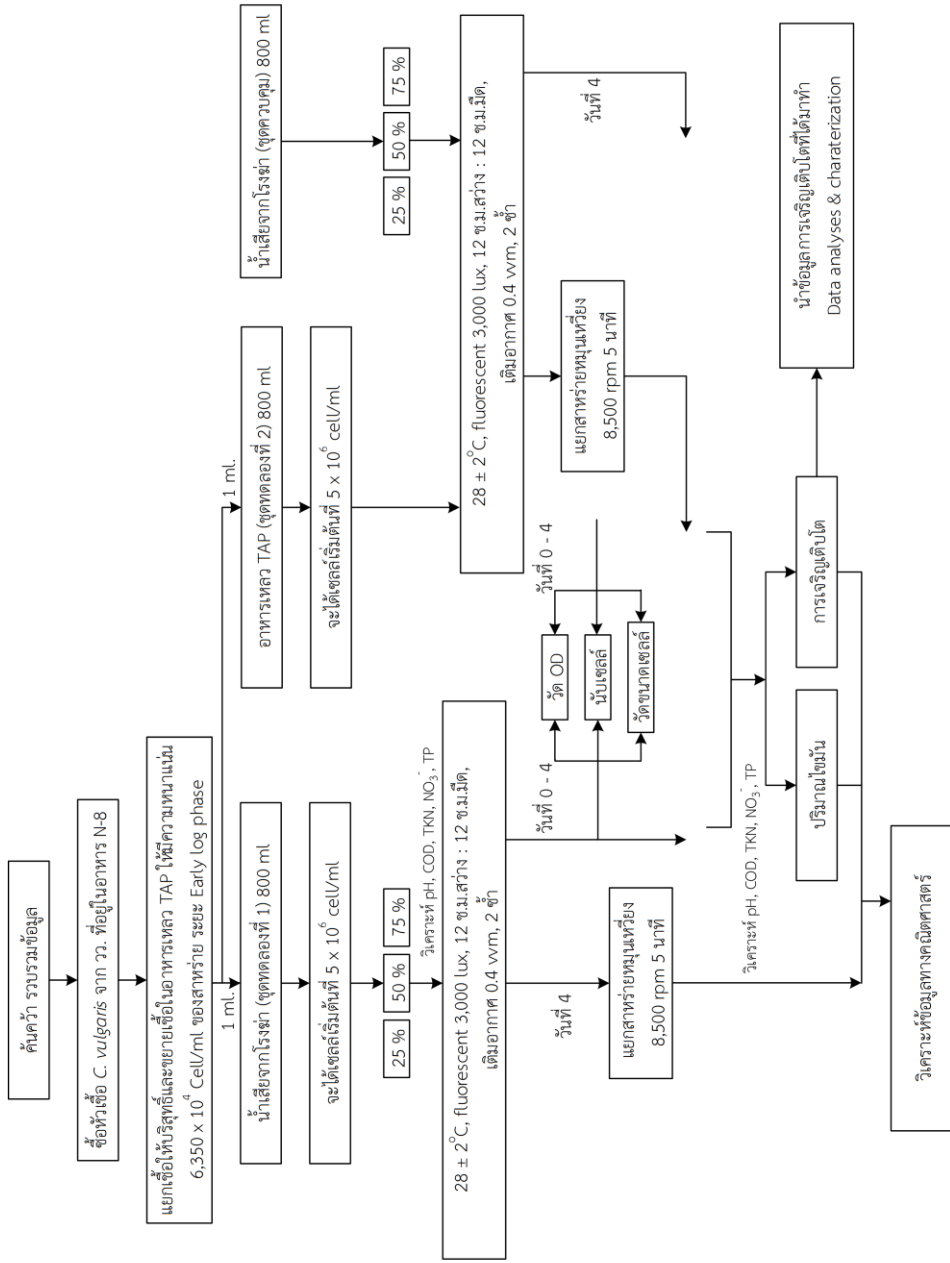 ค้นคว้า รวบรวมข้อมูล
ซื้อหัวเชื้อ C. vulgaris จาก วว. ที่อยู่ในอาหาร N-8
แยกเชื้อให้บริสุทธิ์และขยายเชื้อในอาหารเหลว TAP ให้มีความหนาแน่น
6,350 x 10⁴ Cell/ml ของสาหร่าย ระยะ Early log phase
1 ml.
1 ml.
น้ำเสียจากโรงฆ่า (ชุดทดลองที่ 1) 800 ml
อาหารเหลว TAP (ชุดทดลองที่ 2) 800 ml
น้ำเสียจากโรงฆ่า (ชุดควบคุม) 800 ml
จะได้เซลล์เริ่มต้นที่ 5 x 10⁶ cell/ml
จะได้เซลล์เริ่มต้นที่ 5 x 10⁶ cell/ml
25 %
50 %
75 %
25 %
50 %
75 %
วิเคราะห์ pH, COD, TKN, NO₃⁻, TP
28 ± 2°C, fluorescent 3,000 lux, 12 ช.ม.สว่าง : 12 ช.ม.มืด,
เติมอากาศ 0.4 vvm, 2 ซ้ำ
28 ± 2°C, fluorescent 3,000 lux, 12 ช.ม.สว่าง : 12 ช.ม.มืด,
เติมอากาศ 0.4 vvm, 2 ซ้ำ
วันที่ 4
วันที่ 0 - 4
วัด OD
นับเซลล์
วัดขนาดเซลล์
วันที่ 0 - 4
วันที่ 4
แยกสาหร่ายหมุนเหวี่ยง
8,500 rpm 5 นาที
แยกสาหร่ายหมุนเหวี่ยง
8,500 rpm 5 นาที
วิเคราะห์ pH, COD, TKN, NO₃⁻, TP
ปริมาณไขมัน
การเจริญเติบโต
นำข้อมูลการเจริญเติบโตที่ได้มาทำ
Data analyses & charaterization
วิเคราะห์ข้อมูลทางคณิตศาสตร์